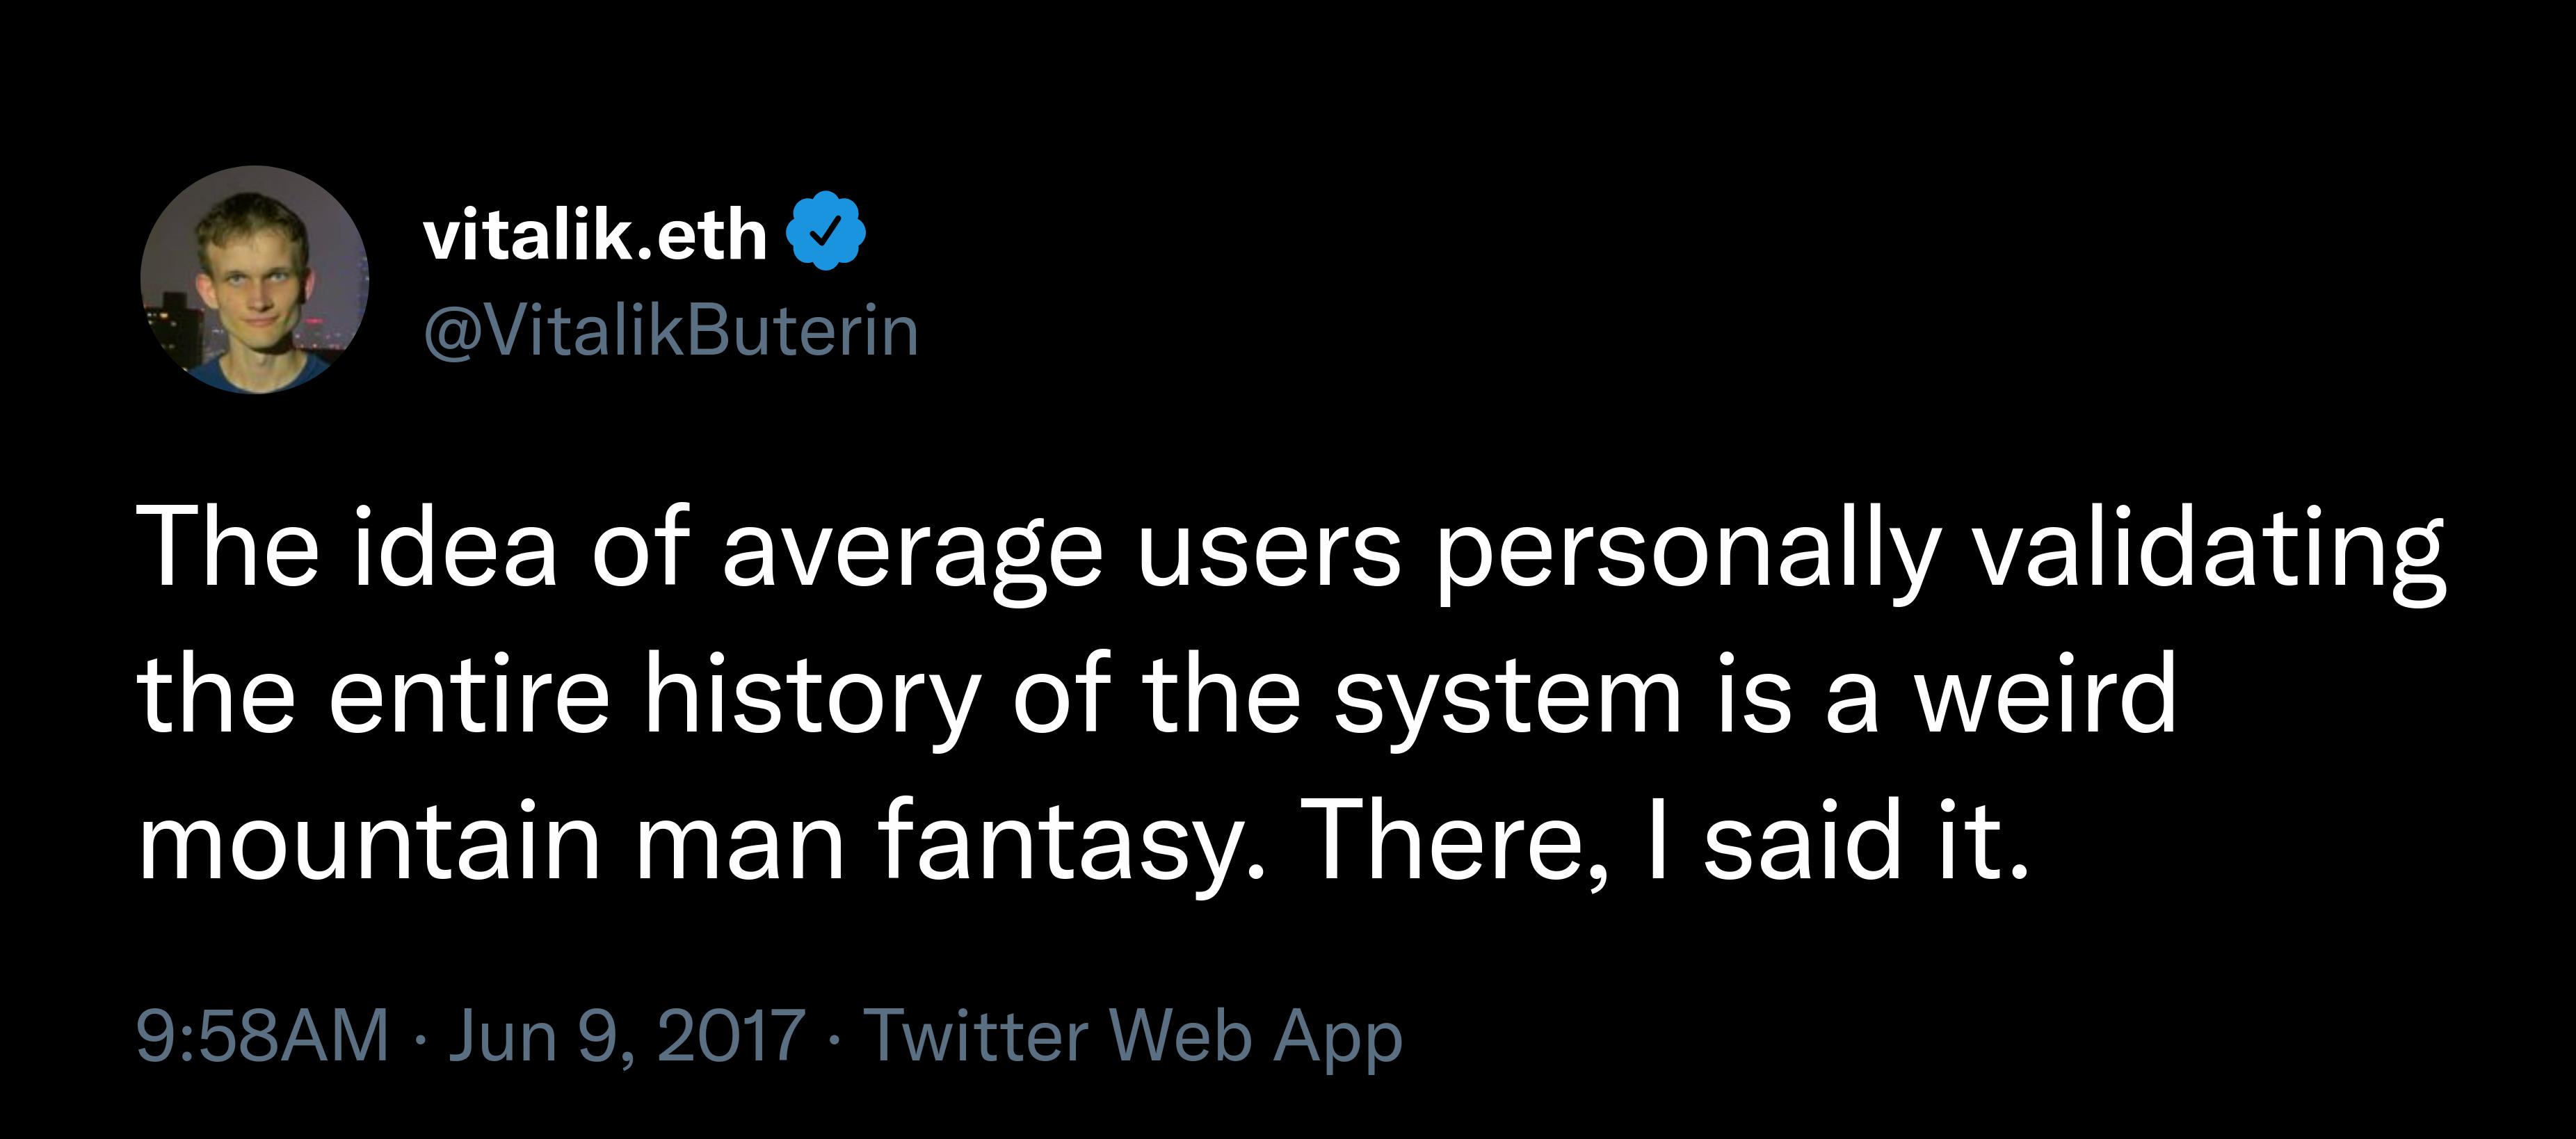 vitalik.eth
@VitalikButerin
The idea of average users personally validating
the entire history of the system is a weird
mountain man fantasy. There, I said it.
9:58AM · Jun 9, 2017 · Twitter Web App